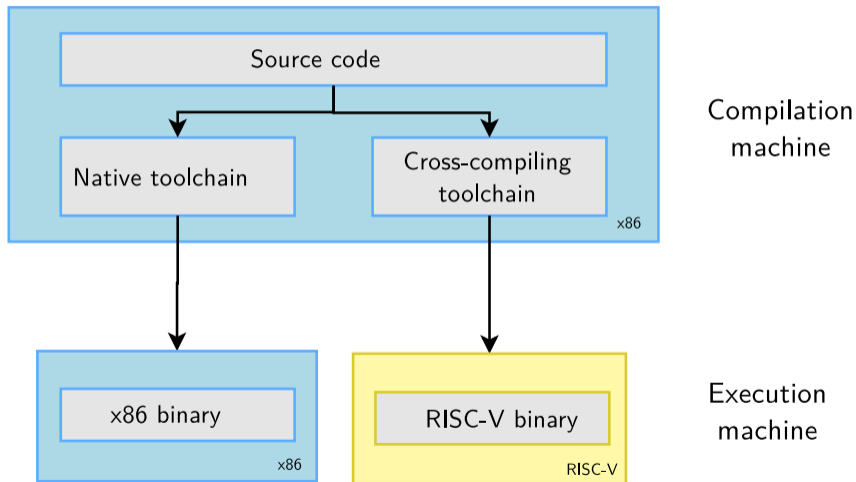 Source code
Compilation
machine
Native toolchain
Cross-compiling
toolchain
x86
x86 binary
x86
RISC-V binary
RISC-V
Execution
machine